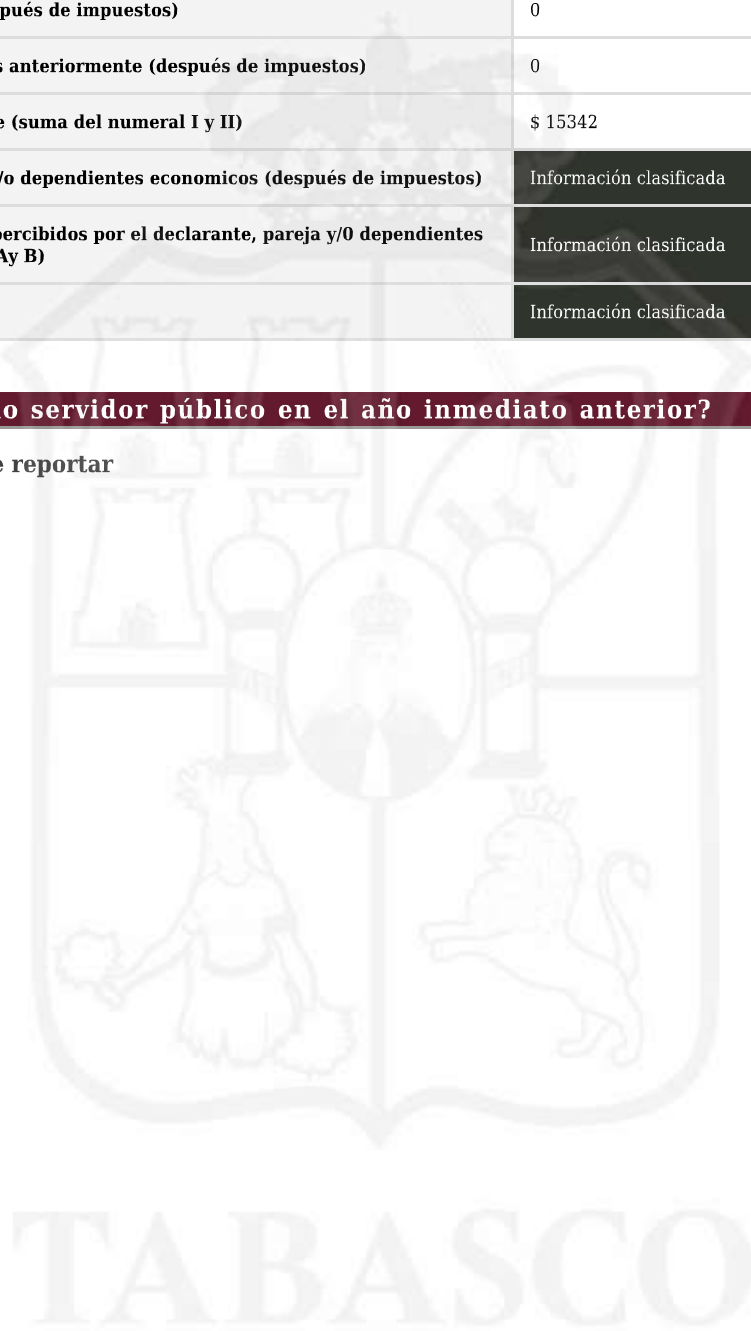 pués de impuestos)
0
s anteriormente (después de impuestos)
0
e (suma del numeral I y II)
$ 15342
/o dependientes economicos (después de impuestos)
Información clasificada
percibidos por el declarante, pareja y/0 dependientes
Ay B)
Información clasificada
Información clasificada
o servidor público en el año inmediato anterior?
e reportar
TABASCO